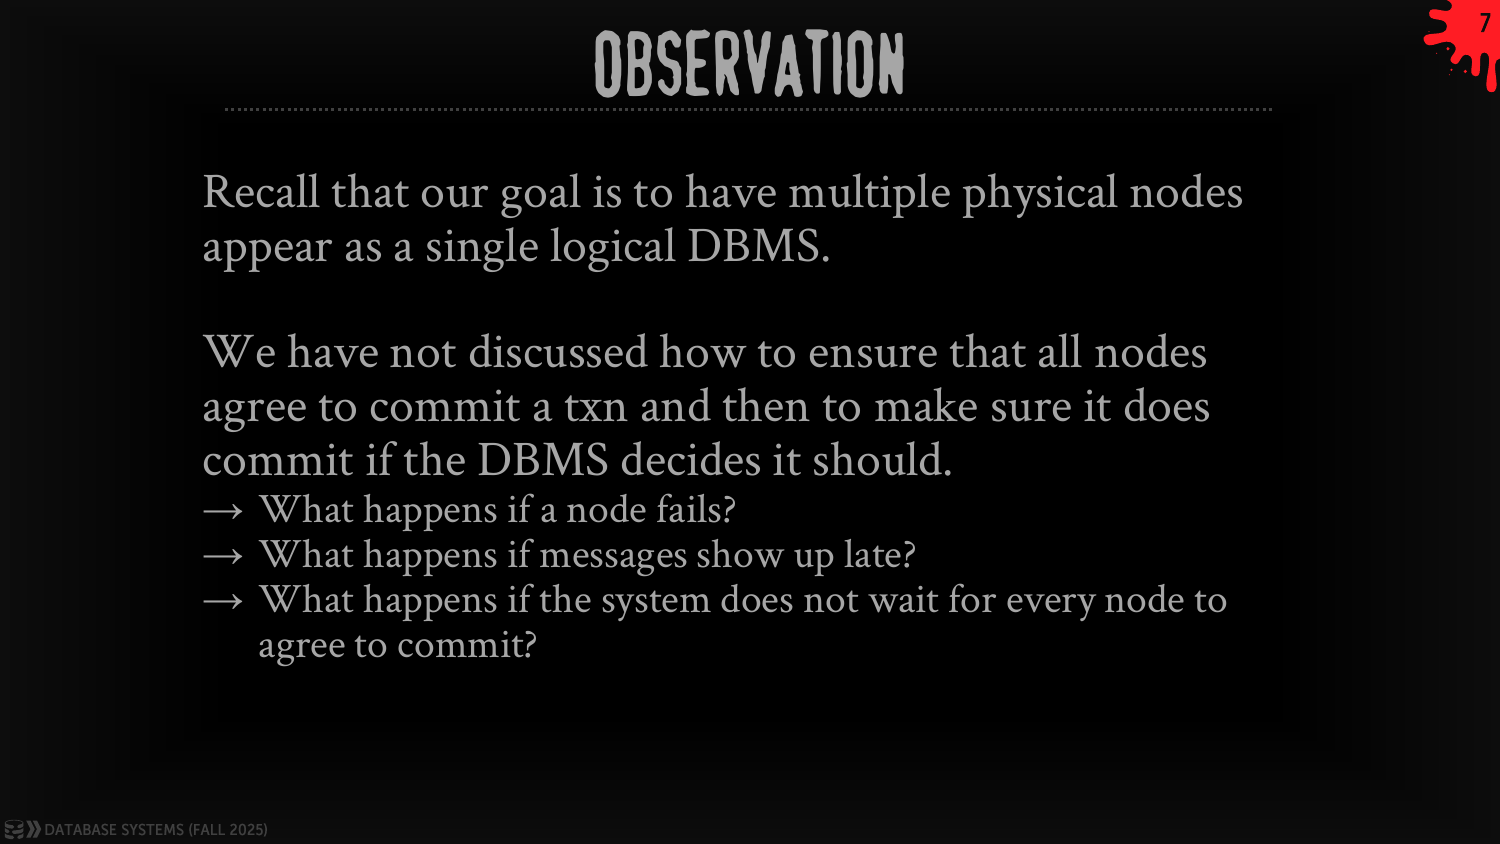 OBSERVATION
7
Recall that our goal is to have multiple physical nodes
appear as a single logical DBMS.
We have not discussed how to ensure that all nodes
agree to commit a txn and then to make sure it does
commit if the DBMS decides it should.
→ What happens if a node fails?
→ What happens if messages show up late?
→ What happens if the system does not wait for every node to
agree to commit?
DATABASE SYSTEMS (FALL 2025)